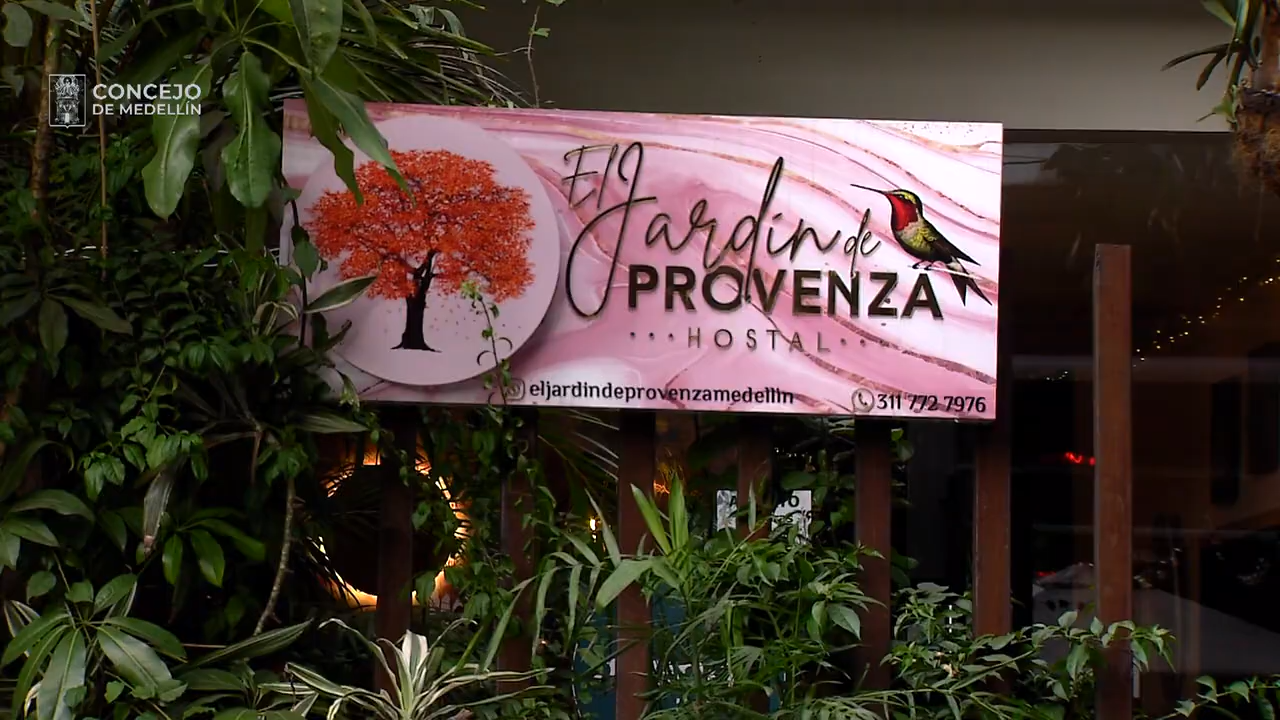 CONCEJO
DE MEDELLÍN
El Jardín de
PROVENZA
HOSTAL
eljardindeprovenzamedellin
311 772 7976